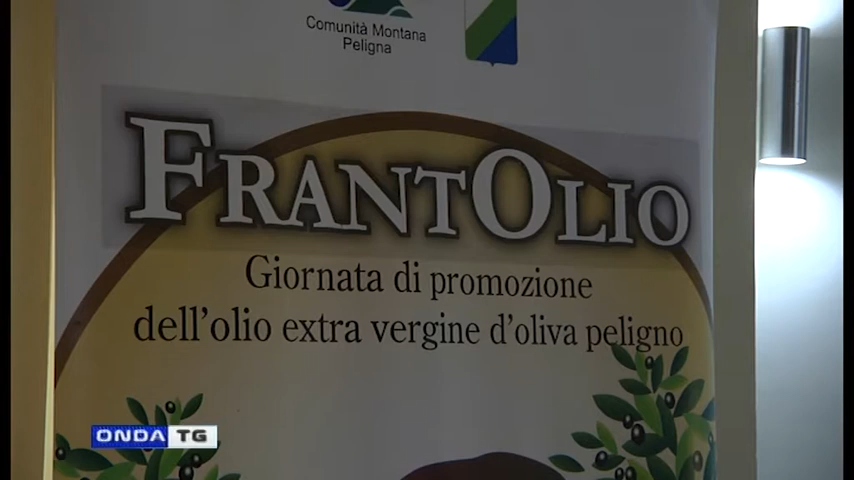 Comunità Montana
Peligna
FRANTOLIO
Giornata di promozione
dell'olio extra vergine d'oliva peligno
ONDA TG